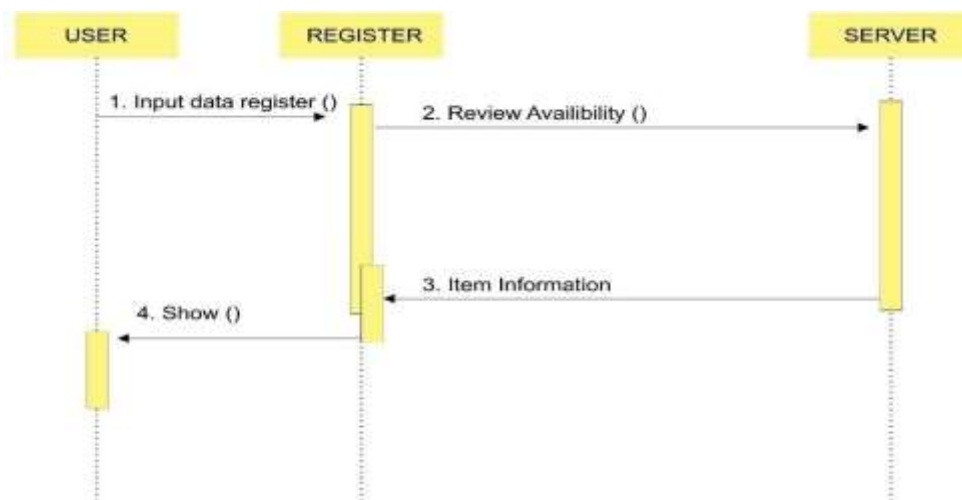 USER
REGISTER
SERVER
1. Input data register ()
2. Review Availibility ()
3. Item Information
4. Show ()